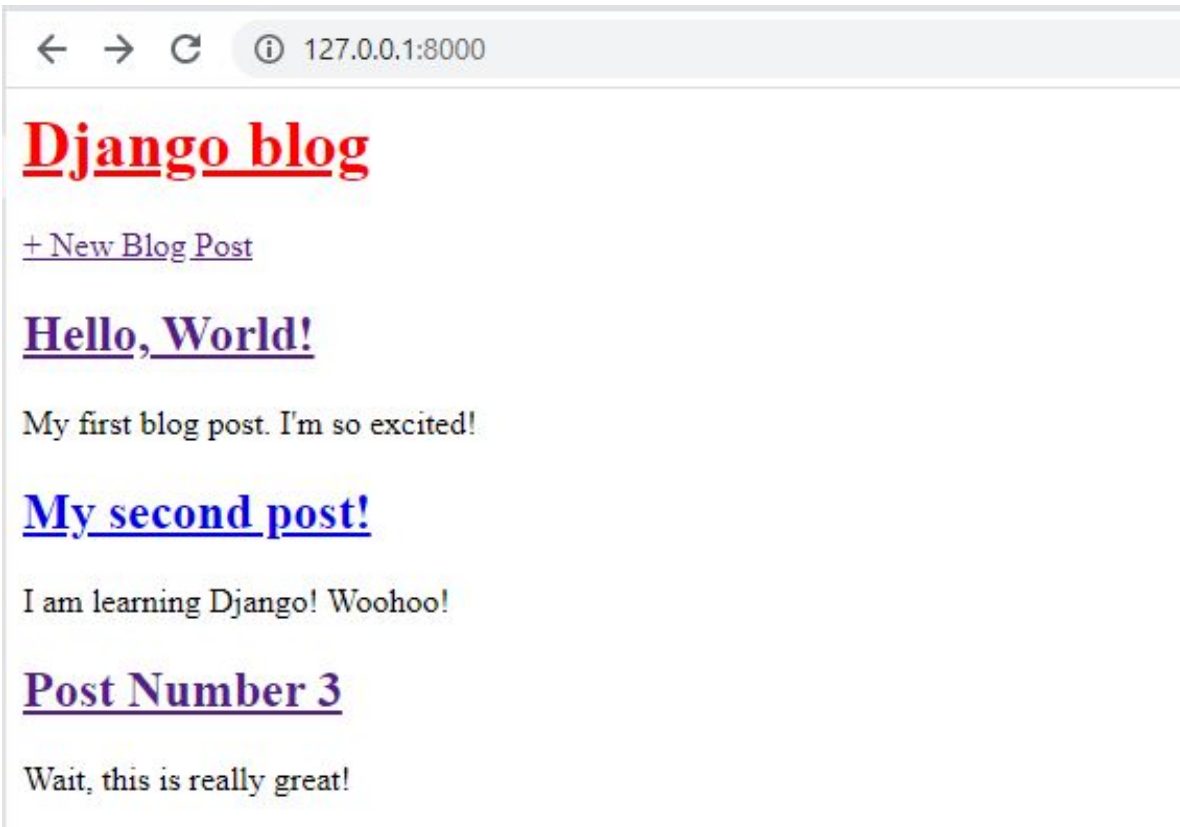 127.0.0.1:8000
Django blog
+ New Blog Post
Hello, World!
My first blog post. I'm so excited!
My second post!
I am learning Django! Woohoo!
Post Number 3
Wait, this is really great!